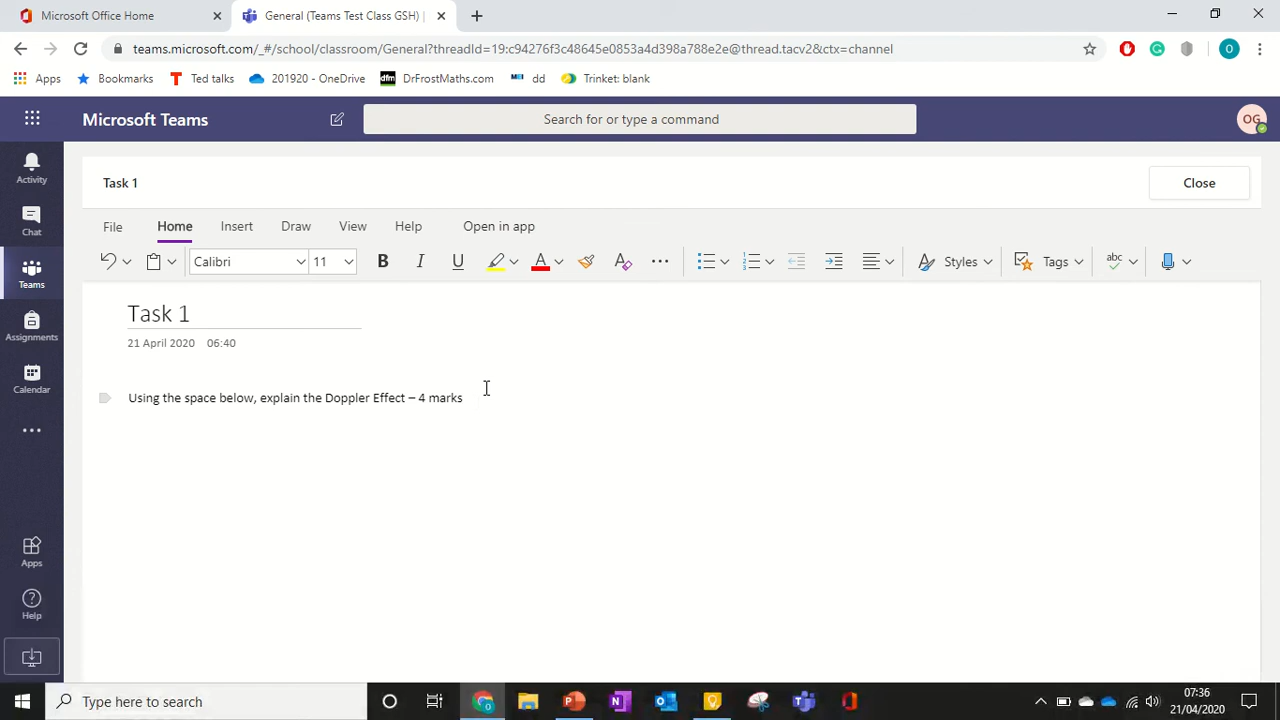 Microsoft Office Home
General (Teams Test Class GSH) |
teams.microsoft.com/_#/school/classroom/General?threadId=19:c94276f3c48645e0853a4d398a788e2e@thread.tacv2&ctx=channel
O
Apps Bookmarks Ted talks 201920 - OneDrive dfm DrFrostMaths.com dd Trinket: blank
Microsoft Teams
Search for or type a command
OG
Activity
Chat
Teams
Assignments
Calendar
Apps
Help
Task 1
Close
File Home Insert Draw View Help Open in app
Calibri 11 B I U A A Styles Tags abc
Task 1
21 April 2020 06:40
Using the space below, explain the Doppler Effect – 4 marks
Type here to search
07:36
21/04/2020